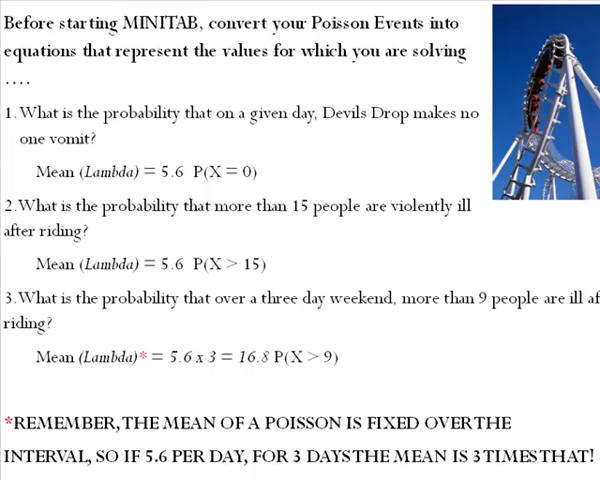 Before starting MINITAB, convert your Poisson Events into
equations that represent the values for which you are solving
....
1. What is the probability that on a given day, Devils Drop makes no
one vomit?
Mean (Lambda) = 5.6 P(X = 0)
2. What is the probability that more than 15 people are violently ill
after riding?
Mean (Lambda) = 5.6 P(X > 15)
3. What is the probability that over a three day weekend, more than 9 people are ill af
riding?
Mean (Lambda)* = 5.6 x 3 = 16.8 P(X > 9)
*REMEMBER, THE MEAN OF A POISSON IS FIXED OVER THE
INTERVAL, SO IF 5.6 PER DAY, FOR 3 DAYS THE MEAN IS 3 TIMES THAT!